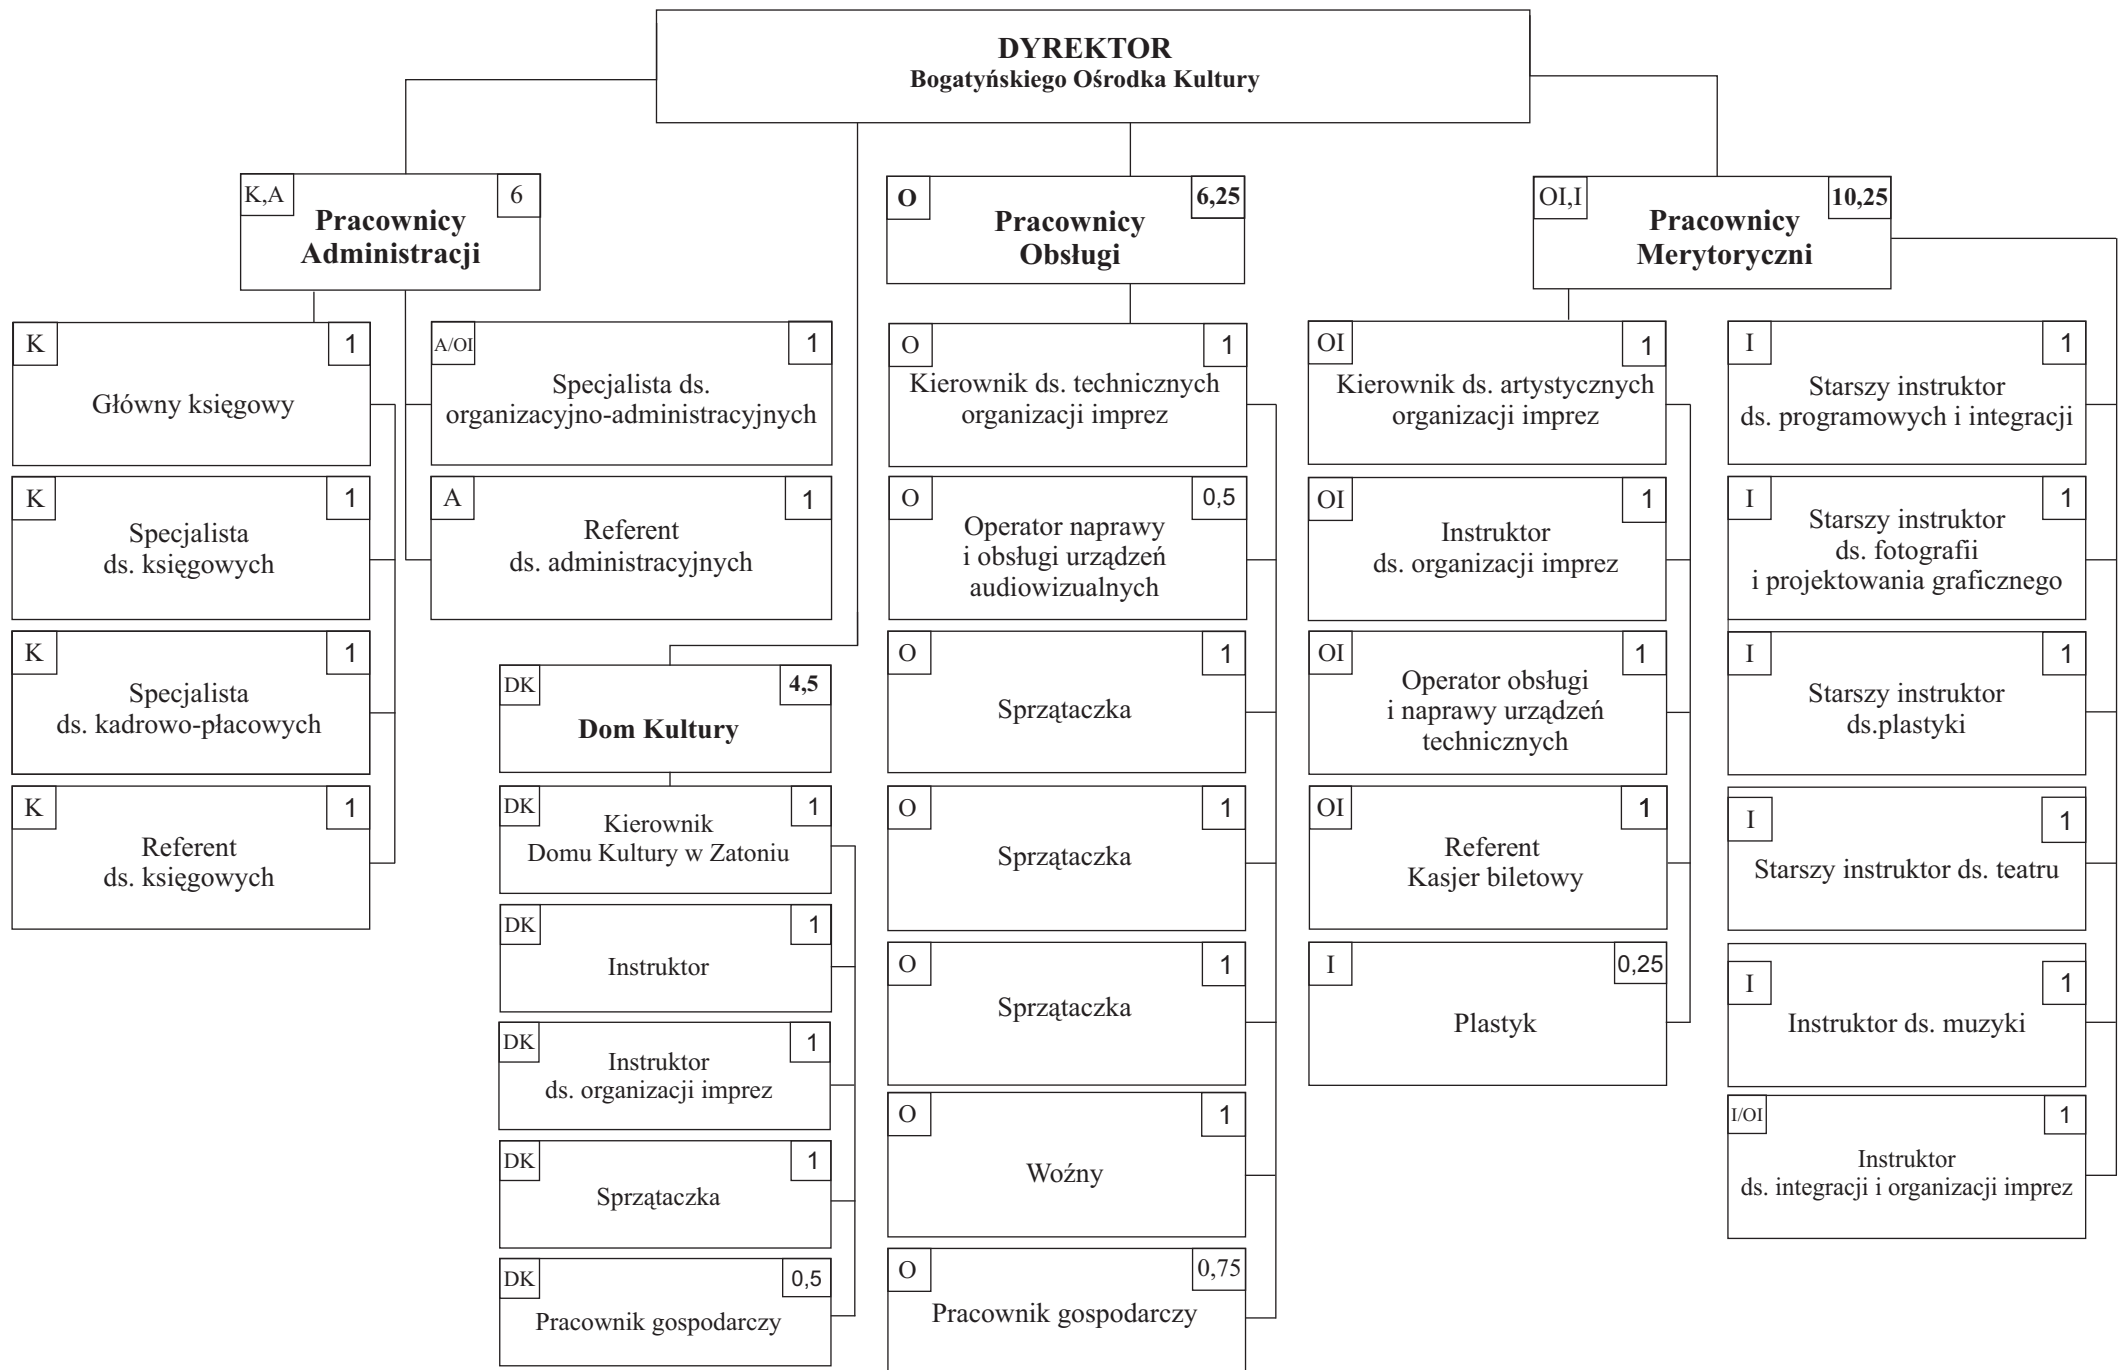 DYREKTOR
Bogatyńskiego Ośrodka Kultury
K,A
6
Pracownicy
Administracji
K
1
Główny księgowy
K
1
Specjalista
ds. księgowych
K
1
Specjalista
ds. kadrowo-płacowych
K
1
Referent
ds. księgowych
A/OI
1
Specjalista ds.
organizacyjno-administracyjnych
A
1
Referent
ds. administracyjnych
DK
4,5
Dom Kultury
DK
1
Kierownik
Domu Kultury w Zatoniu
DK
1
Instruktor
DK
1
Instruktor
ds. organizacji imprez
DK
1
Sprzątaczka
DK
0,5
Pracownik gospodarczy
O
6,25
Pracownicy
Obsługi
O
1
Kierownik ds. technicznych
organizacji imprez
O
0,5
Operator naprawy
i obsługi urządzeń
audiowizualnych
O
1
Sprzątaczka
O
1
Sprzątaczka
O
1
Sprzątaczka
O
1
Woźny
O
0,75
Pracownik gospodarczy
OI,I
10,25
Pracownicy
Merytoryczni
OI
1
Kierownik ds. artystycznych
organizacji imprez
OI
1
Instruktor
ds. organizacji imprez
OI
1
Operator obsługi
i naprawy urządzeń
technicznych
OI
1
Referent
Kasjer biletowy
I
0,25
Plastyk
I
1
Starszy instruktor
ds. programowych i integracji
I
1
Starszy instruktor
ds. fotografii
i projektowania graficznego
I
1
Starszy instruktor
ds.plastyki
I
1
Starszy instruktor ds. teatru
I
1
Instruktor ds. muzyki
I/OI
1
Instruktor
ds. integracji i organizacji imprez